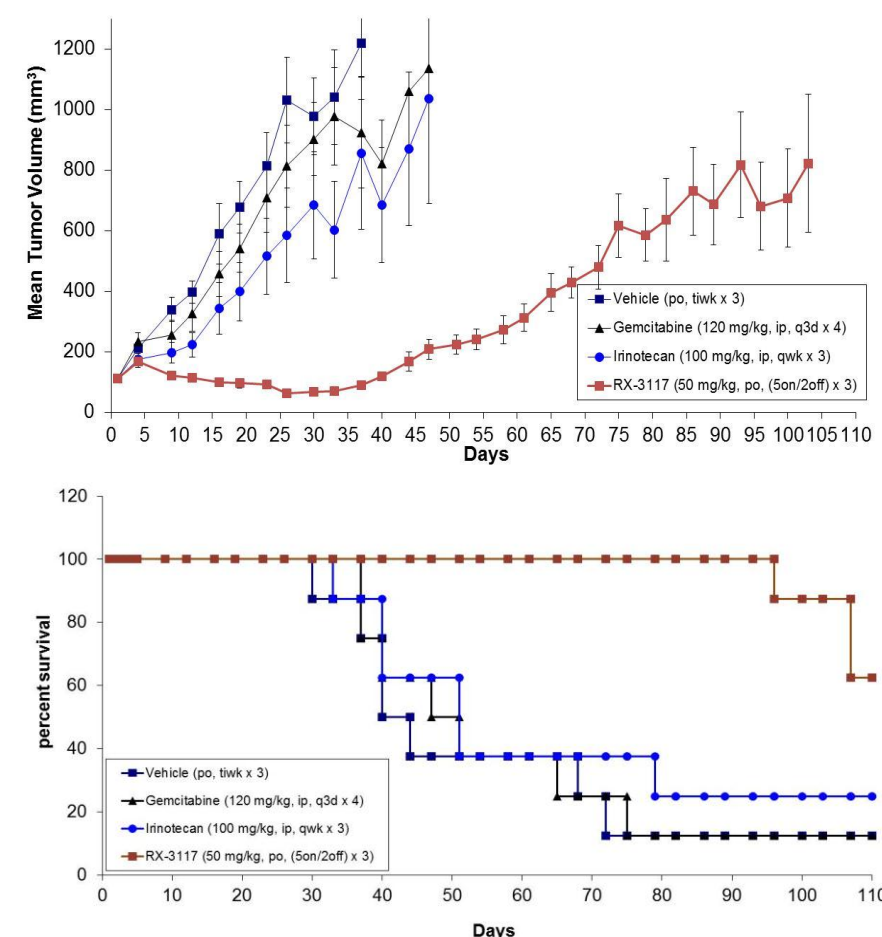 Mean Tumor Volume (mm³)
1200
1000
800
600
400
200
0
0 5 10 15 20 25 30 35 40 45 50 55 60 65 70 75 80 85 90 95 100 105 110
Days
Vehicle (po, tiwk x 3)
Gemcitabine (120 mg/kg, ip, q3d x 4)
Irinotecan (100 mg/kg, ip, qwk x 3)
RX-3117 (50 mg/kg, po, (5on/2off) x 3)
percent survival
120
100
80
60
40
20
0
Vehicle (po, tiwk x 3)
Gemcitabine (120 mg/kg, ip, q3d x 4)
Irinotecan (100 mg/kg, ip, qwk x 3)
RX-3117 (50 mg/kg, po, (5on/2off) x 3)
0 10 20 30 40 50 60 70 80 90 100 110
Days